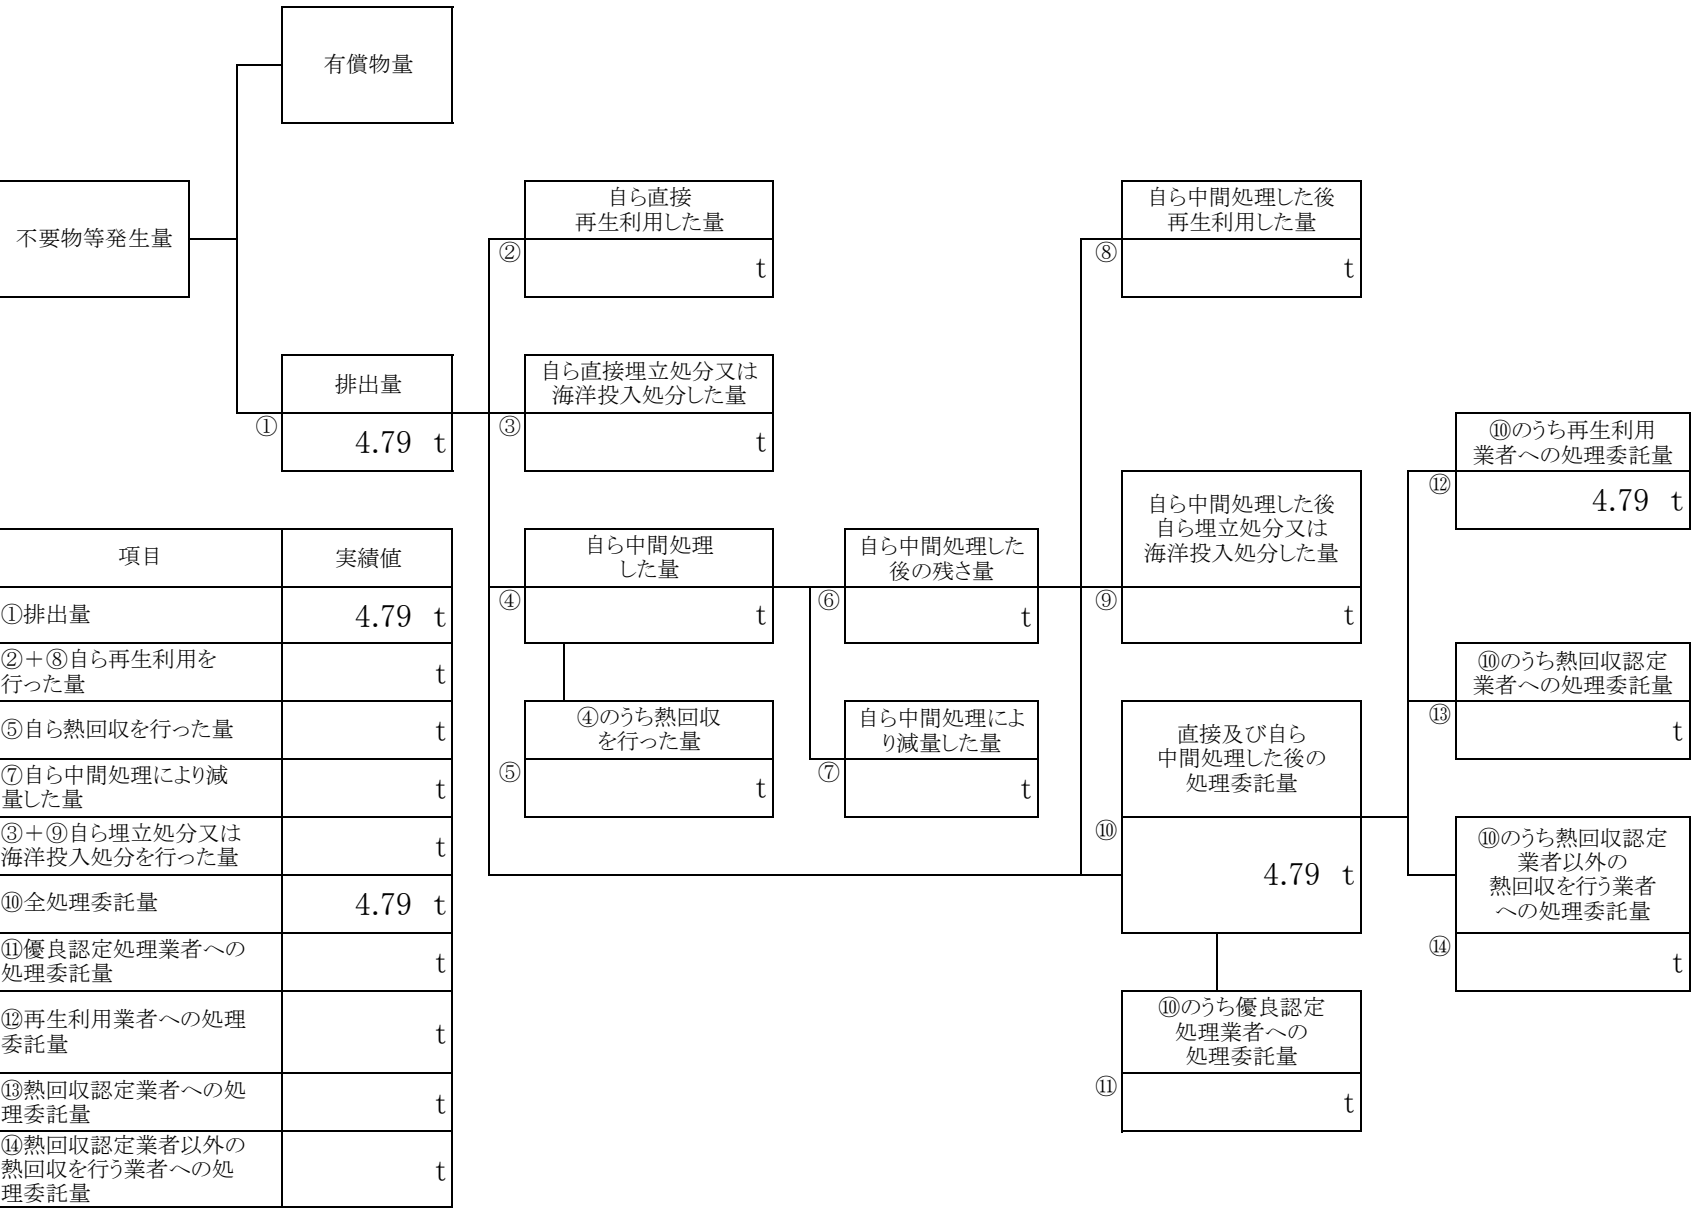 有償物量
不要物等発生量
自ら直接
再生利用した量
②
t
自ら中間処理した後
再生利用した量
⑧
t
排出量
①
4.79 t
自ら直接埋立処分又は
海洋投入処分した量
③
t
⑩のうち再生利用
業者への処理委託量
⑫
4.79 t
自ら中間処理
した量
④
t
自ら中間処理した
後の残さ量
⑥
t
自ら中間処理した後
自ら埋立処分又は
海洋投入処分した量
⑨
t
⑩のうち熱回収認定
業者への処理委託量
⑬
t
④のうち熱回収
を行った量
⑤
t
自ら中間処理によ
り減量した量
⑦
t
直接及び自ら
中間処理した後の
処理委託量
⑩
4.79 t
⑩のうち熱回収認定
業者以外の
熱回収を行う業者
への処理委託量
⑭
t
⑩のうち優良認定
処理業者への
処理委託量
⑪
t
項目 実績値
①排出量 4.79 t
②＋⑧自ら再生利用を
行った量
t
⑤自ら熱回収を行った量 t
⑦自ら中間処理により減
量した量
t
③＋⑨自ら埋立処分又は
海洋投入処分を行った量
t
⑩全処理委託量 4.79 t
⑪優良認定処理業者への
処理委託量
t
⑫再生利用業者への処理
委託量
t
⑬熱回収認定業者への処
理委託量
t
⑭熱回収認定業者以外の
熱回収を行う業者への処
理委託量
t